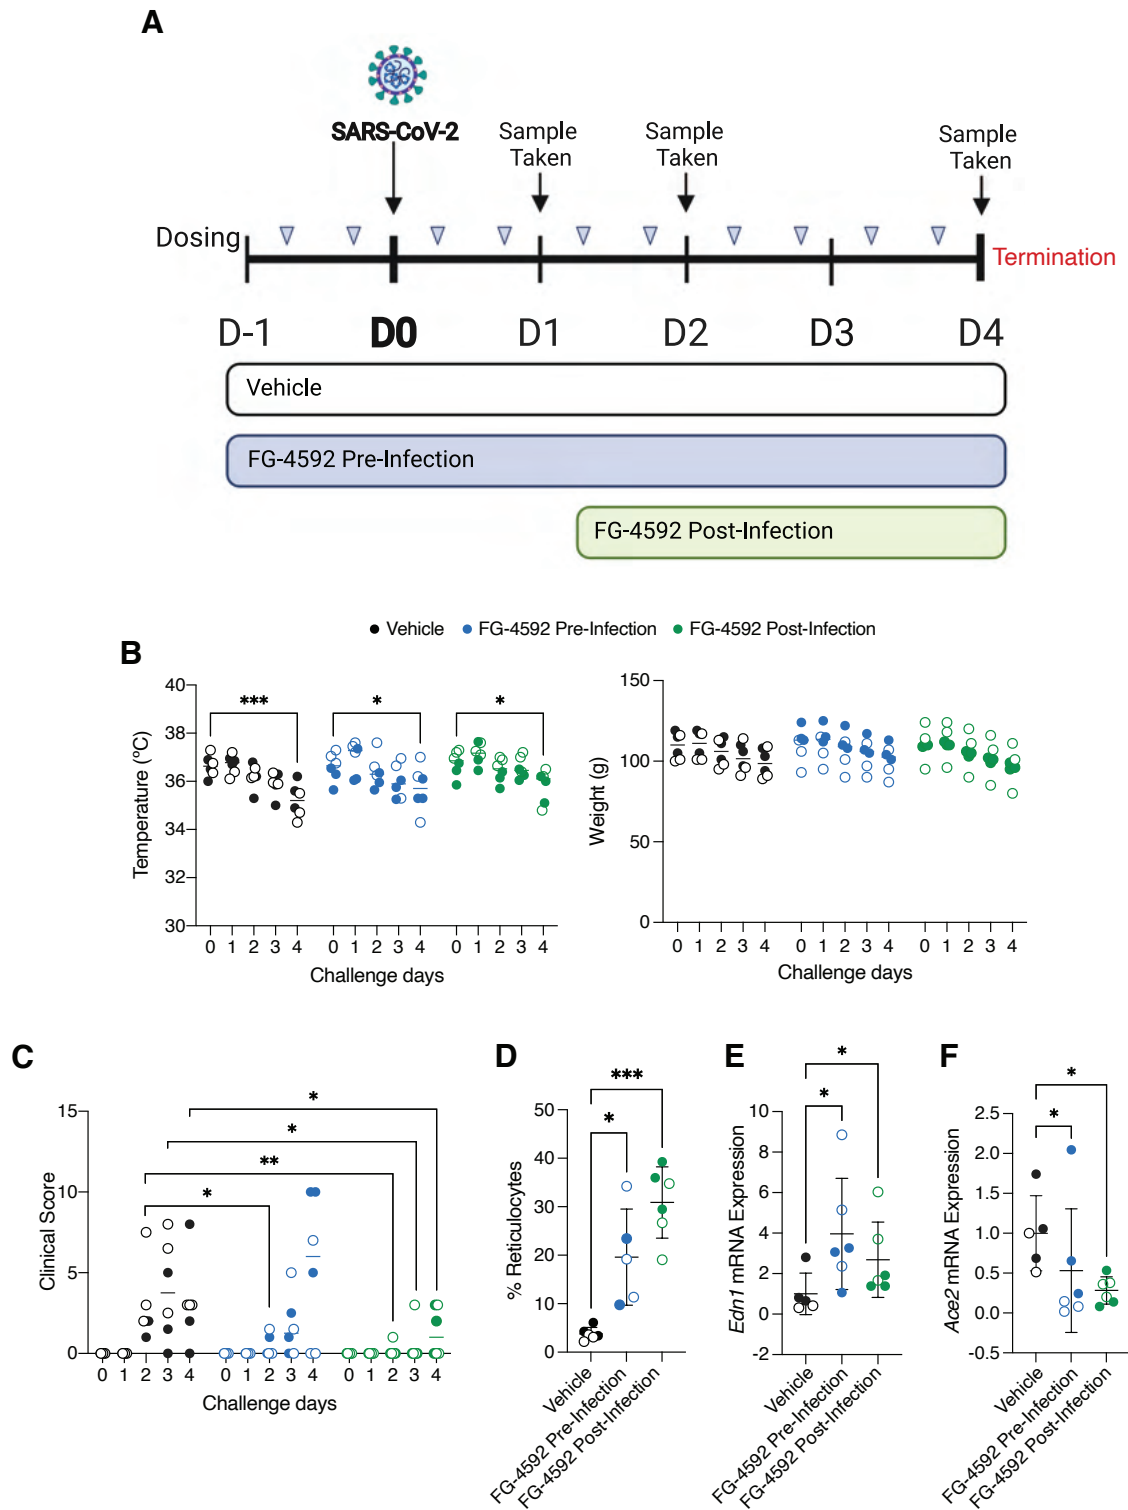 A
SARS-CoV-2
Sample
Taken
Sample
Taken
Sample
Taken
Dosing
Termination
D-1 D0 D1 D2 D3 D4
Vehicle
FG-4592 Pre-Infection
FG-4592 Post-Infection
Vehicle FG-4592 Pre-Infection FG-4592 Post-Infection
B
Temperature (ºC)
40
38
36
34
32
30
*** * *
0 1 2 3 4 0 1 2 3 4 0 1 2 3 4
Challenge days
Weight (g)
150
100
50
0
0 1 2 3 4 0 1 2 3 4 0 1 2 3 4
Challenge days
C
Clinical Score
15
10
5
0
*
*
**
*
0 1 2 3 4 0 1 2 3 4 0 1 2 3 4
Challenge days
D
% Reticulocytes
50
40
30
20
10
0
***
*
Vehicle
FG-4592 Pre-Infection
FG-4592 Post-Infection
E
Edn1 mRNA Expression
10
8
6
4
2
0
-2
*
*
Vehicle
FG-4592 Pre-Infection
FG-4592 Post-Infection
F
Ace2 mRNA Expression
2.5
2.0
1.5
1.0
0.5
0.0
-0.5
*
*
Vehicle
FG-4592 Pre-Infection
FG-4592 Post-Infection